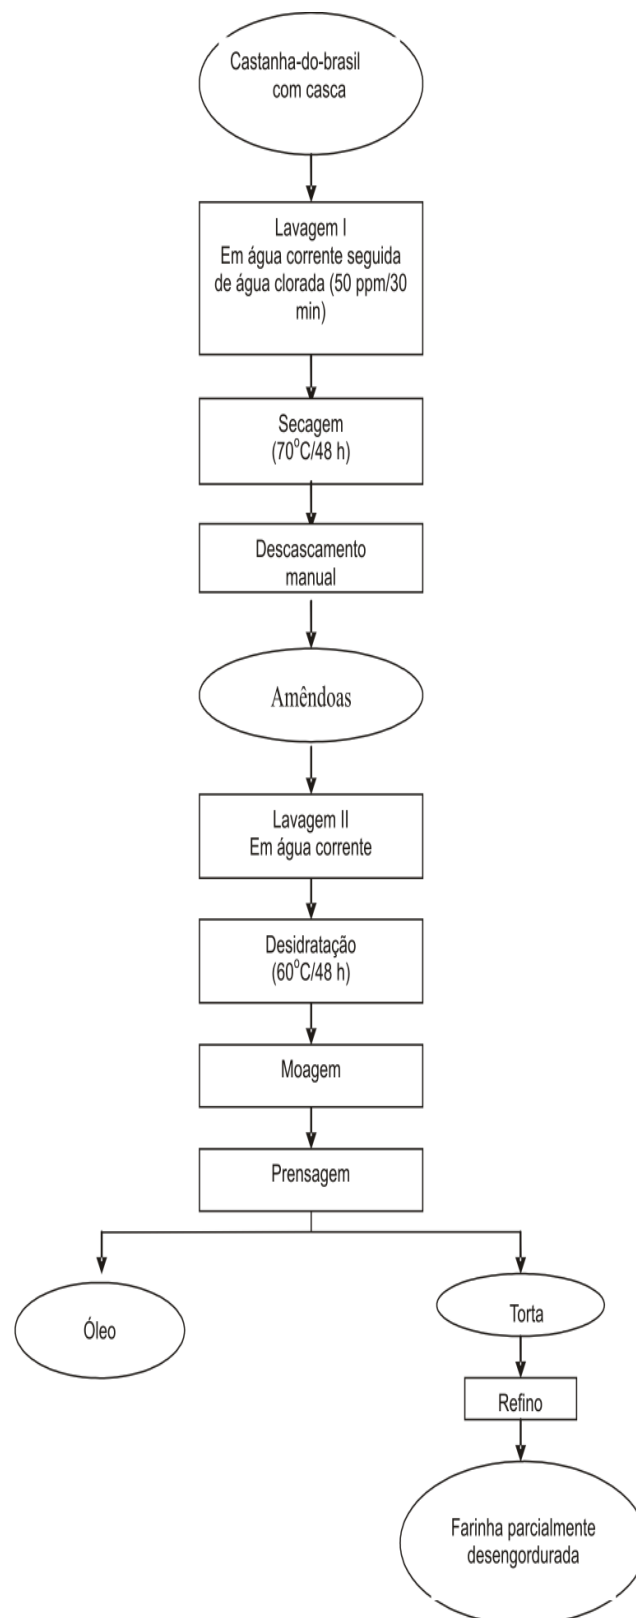 Castanha-do-brasil
com casca
Lavagem I
Em água corrente seguida
de água clorada (50 ppm/30
min)
Secagem
(70°C/48 h)
Descascamento
manual
Amêndoas
Lavagem II
Em água corrente
Desidratação
(60°C/48 h)
Moagem
Prensagem
Óleo
Torta
Refino
Farinha parcialmente
desengordurada